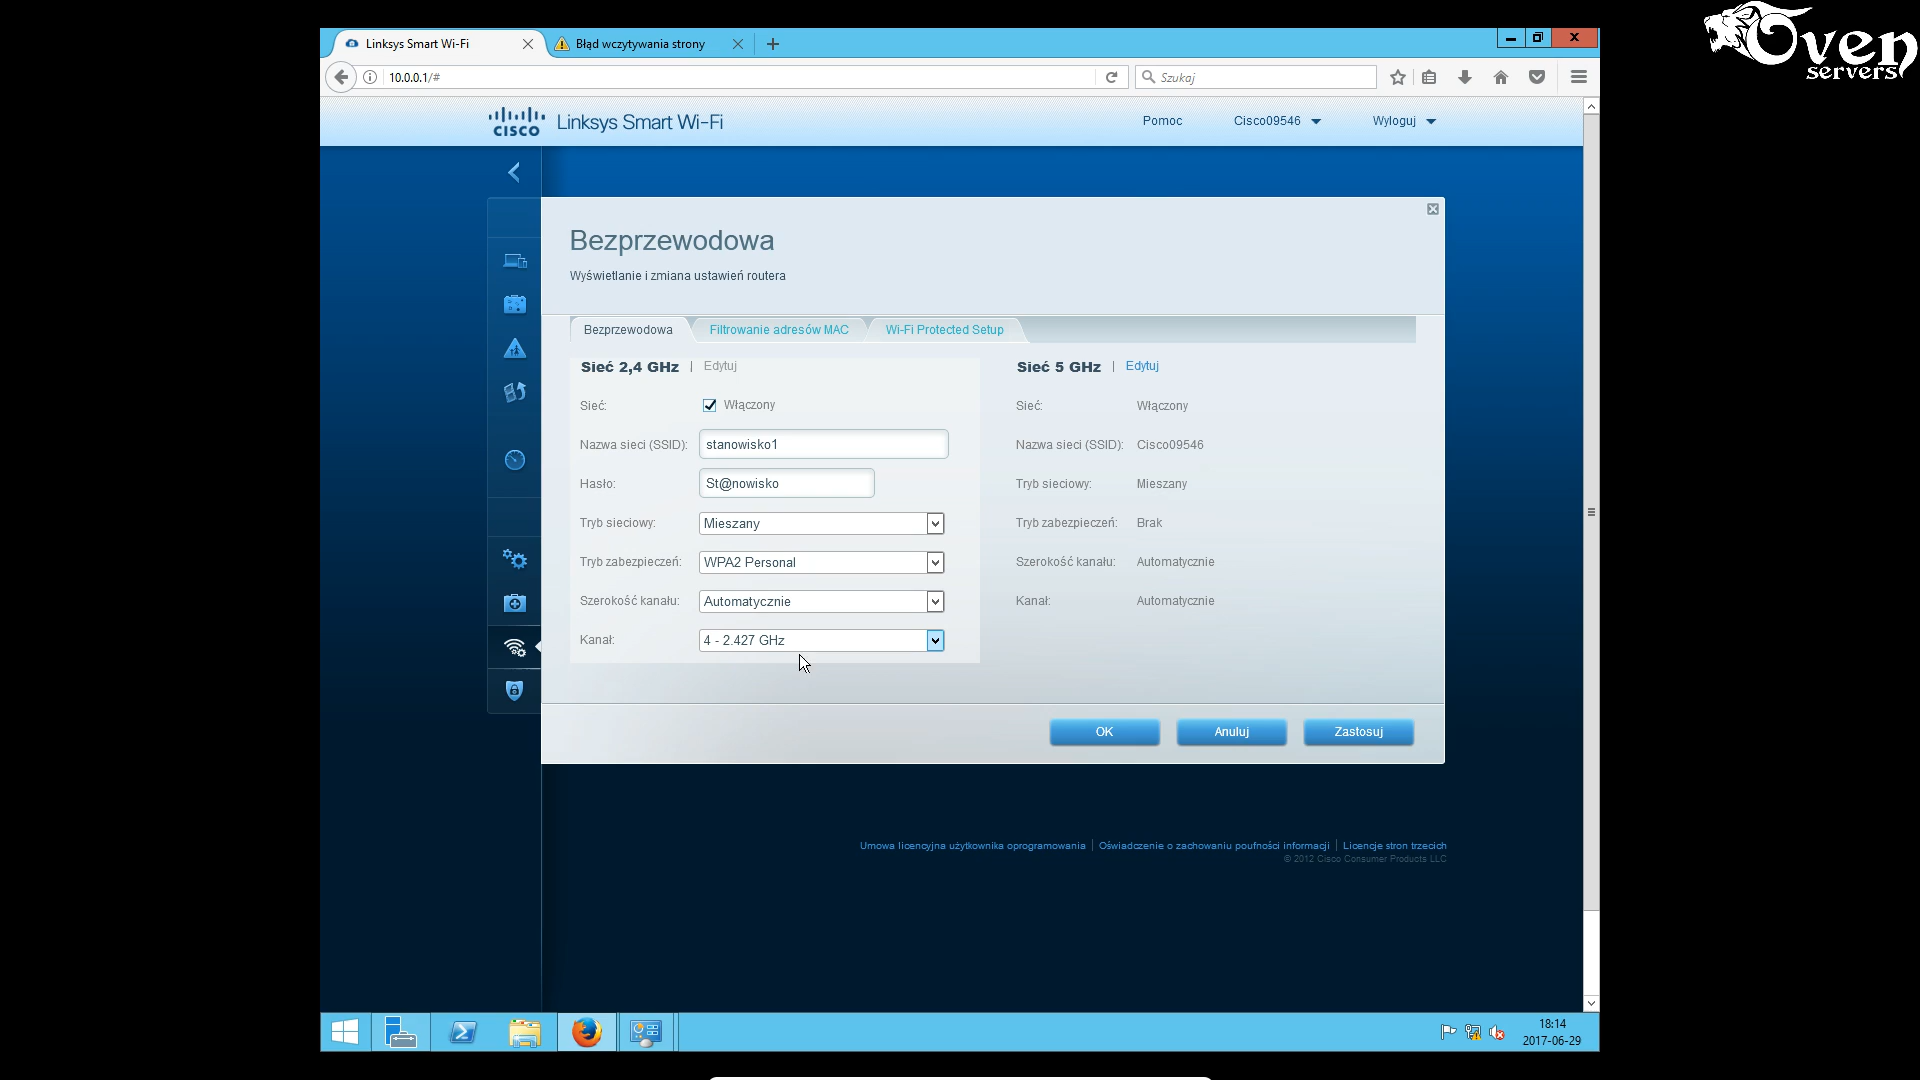 Oven
servers
Linksys Smart Wi-Fi
Błąd wczytywania strony
10.0.0.1/#
Szukaj
cisco
Linksys Smart Wi-Fi
Pomoc
Cisco09546
Wyloguj
Bezprzewodowa
Wyświetlanie i zmiana ustawień routera
Bezprzewodowa
Filtrowanie adresów MAC
Wi-Fi Protected Setup
Sieć 2,4 GHz | Edytuj
Sieć: Włączony
Nazwa sieci (SSID): stanowisko1
Hasło: St@nowisko
Tryb sieciowy: Mieszany
Tryb zabezpieczeń: WPA2 Personal
Szerokość kanału: Automatycznie
Kanał: 4 - 2.427 GHz
Sieć 5 GHz | Edytuj
Sieć: Włączony
Nazwa sieci (SSID): Cisco09546
Tryb sieciowy: Mieszany
Tryb zabezpieczeń: Brak
Szerokość kanału: Automatycznie
Kanał: Automatycznie
OK
Anuluj
Zastosuj
Umowa licencyjna użytkownika oprogramowania | Oświadczenie o zachowaniu poufności informacji | Licencje stron trzecich
© 2012 Cisco Consumer Products LLC
18:14
2017-06-29